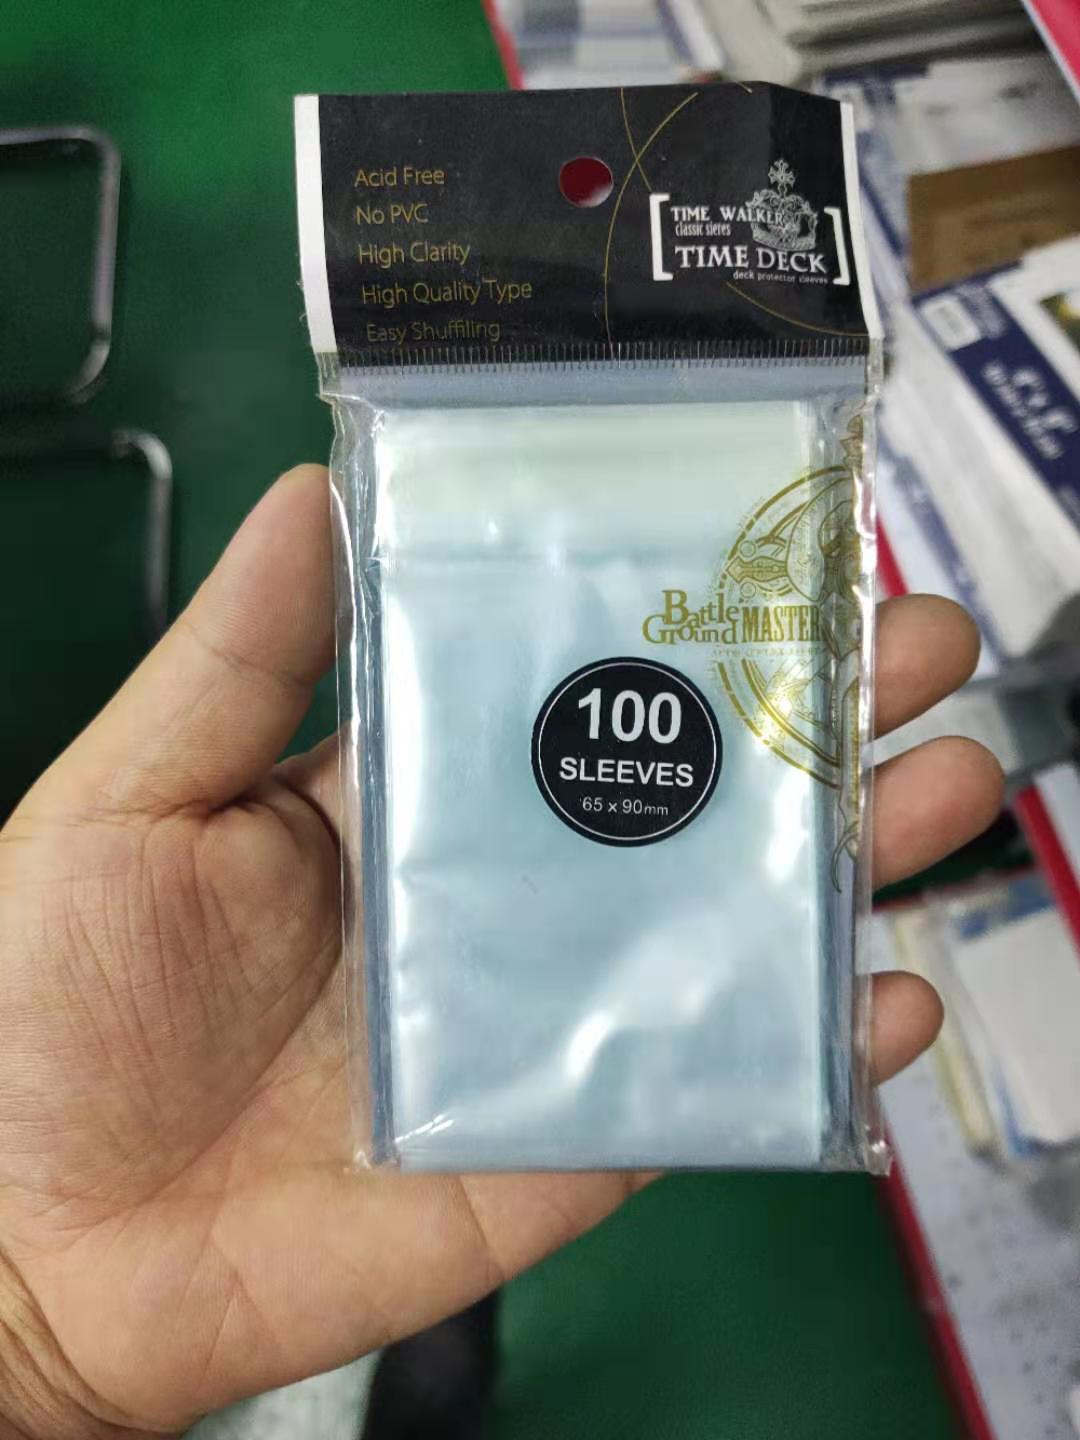 Acid Free
No PVC
High Clarity
High Quality Type
Easy Shuffiling
TIME WALKER
classic sieres
TIME DECK
deck protector sleeves
Battle
Ground MASTER
100
SLEEVES
65 x 90mm